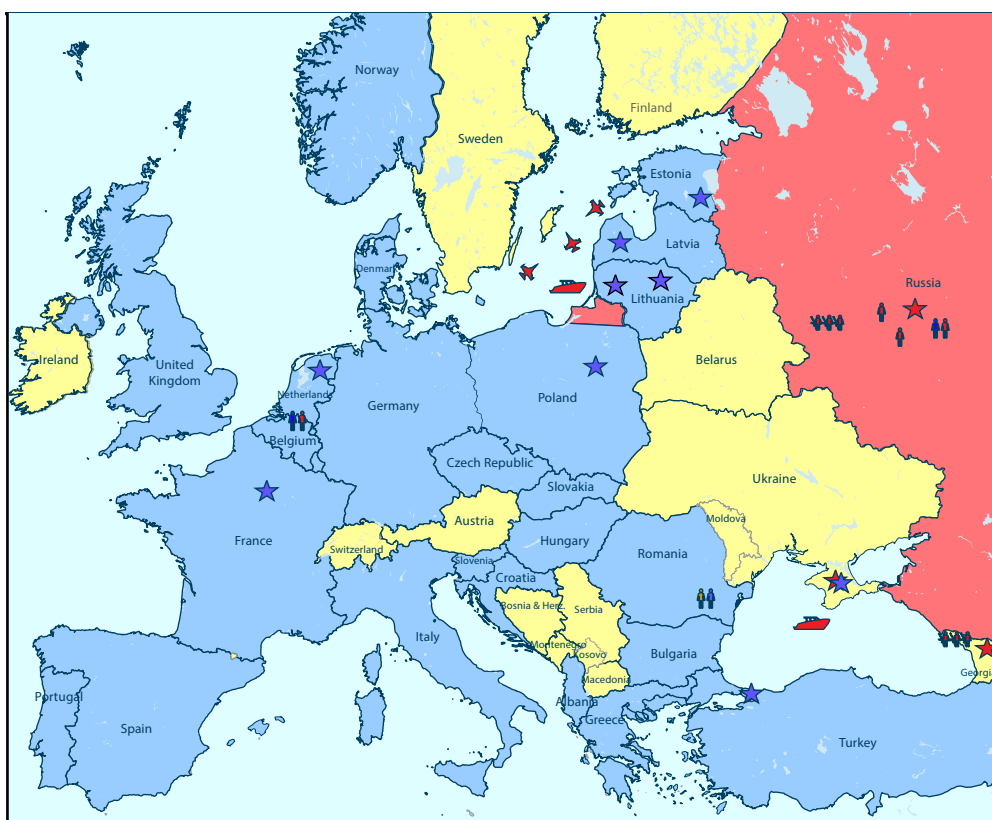 Norway
Finland
Sweden
Estonia
Latvia
Denmar
Russia
Lithuania
Ireland
United
Kingdom
Belarus
Netherlands
Poland
Germany
Belgium
Czech Republic
Ukraine
Slovakia
Moldova
Austria
France
Hungary
Switzerland
Romania
Slovenia
Croatia
Bosnia & Herz.
Serbia
Italy
Montenegro
Kosovo
Bulgaria
Georgia
Macedonia
Portugal
Albania
Greece
Spain
Turkey